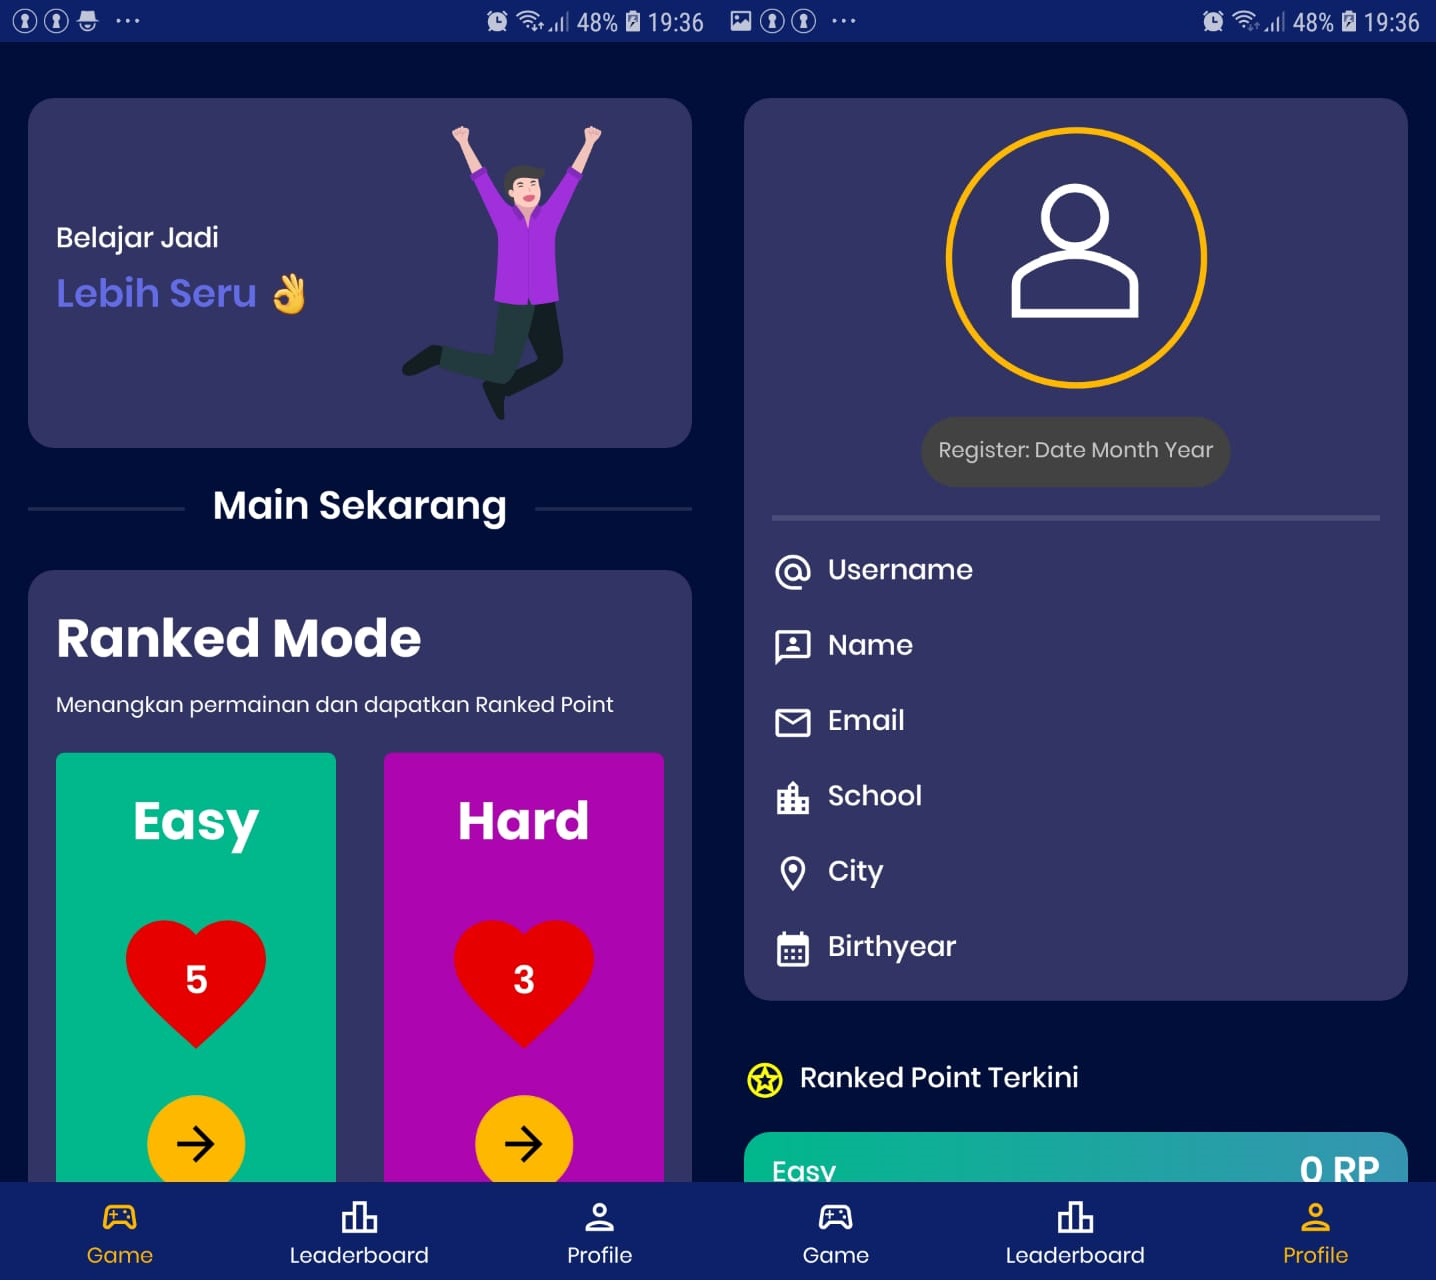 48% 19:36
Belajar Jadi
Lebih Seru 👌
Main Sekarang
Ranked Mode
Menangkan permainan dan dapatkan Ranked Point
Easy
Hard
5
3
Game
Leaderboard
Profile
48% 19:36
Register: Date Month Year
Username
Name
Email
School
City
Birthyear
Ranked Point Terkini
Easy
0 RP
Game
Leaderboard
Profile